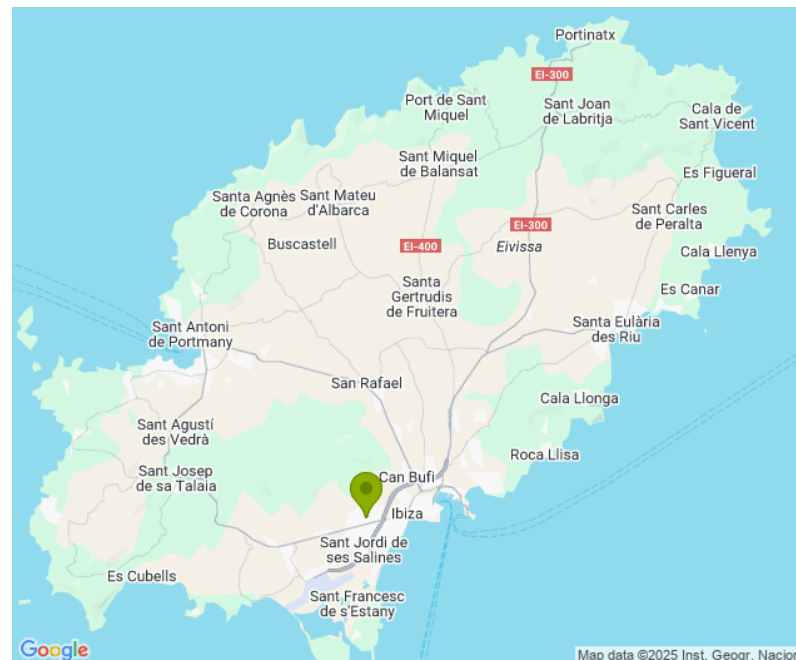 Portinatx
EI-300
Port de Sant
Miquel
Sant Joan
de Labritja
Cala de
Sant Vicent
Sant Miquel
de Balansat
Es Figueral
Santa Agnès
de Corona
Sant Mateu
d'Albarca
Sant Carles
de Peralta
EI-300
Buscastell
EI-400
Eivissa
Cala Llenya
Santa
Gertrudis
de Fruitera
Es Canar
Sant Antoni
de Portmany
Santa Eulària
des Riu
San Rafael
Cala Llonga
Sant Agustí
des Vedrà
Roca Llisa
Sant Josep
de sa Talaia
Can Bufi
Ibiza
Sant Jordi de
ses Salines
Es Cubells
Sant Francesc
de s'Estany
Google
Map data ©2025 Inst. Geogr. Nacion